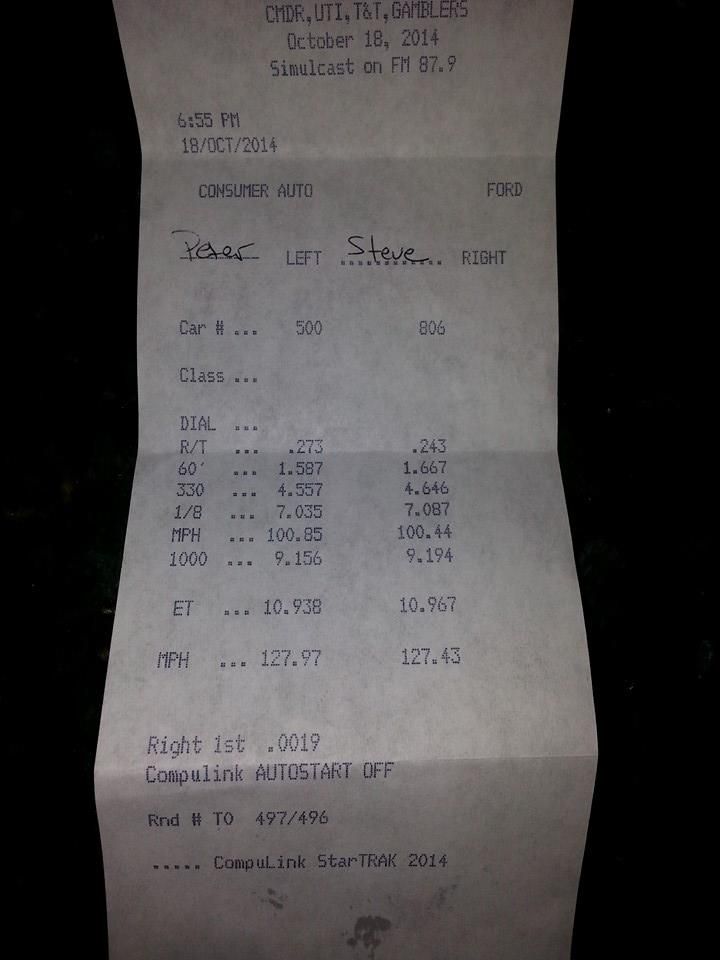 CMDR,UTI,T&T,GAMBLERS
October 18, 2014
Simulcast on FM 87.9
6:55 PM
18/OCT/2014
CONSUMER AUTO FORD
Peter LEFT Steve RIGHT
Car # ... 500 806
Class ...
DIAL ...
R/T ... .273 .243
60' ... 1.587 1.667
330 ... 4.557 4.646
1/8 ... 7.035 7.087
MPH ... 100.85 100.44
1000 ... 9.156 9.194
ET ... 10.938 10.967
MPH ... 127.97 127.43
Right 1st .0019
Compulink AUTOSTART OFF
Rnd # TO 497/496
..... CompuLink StarTRAK 2014